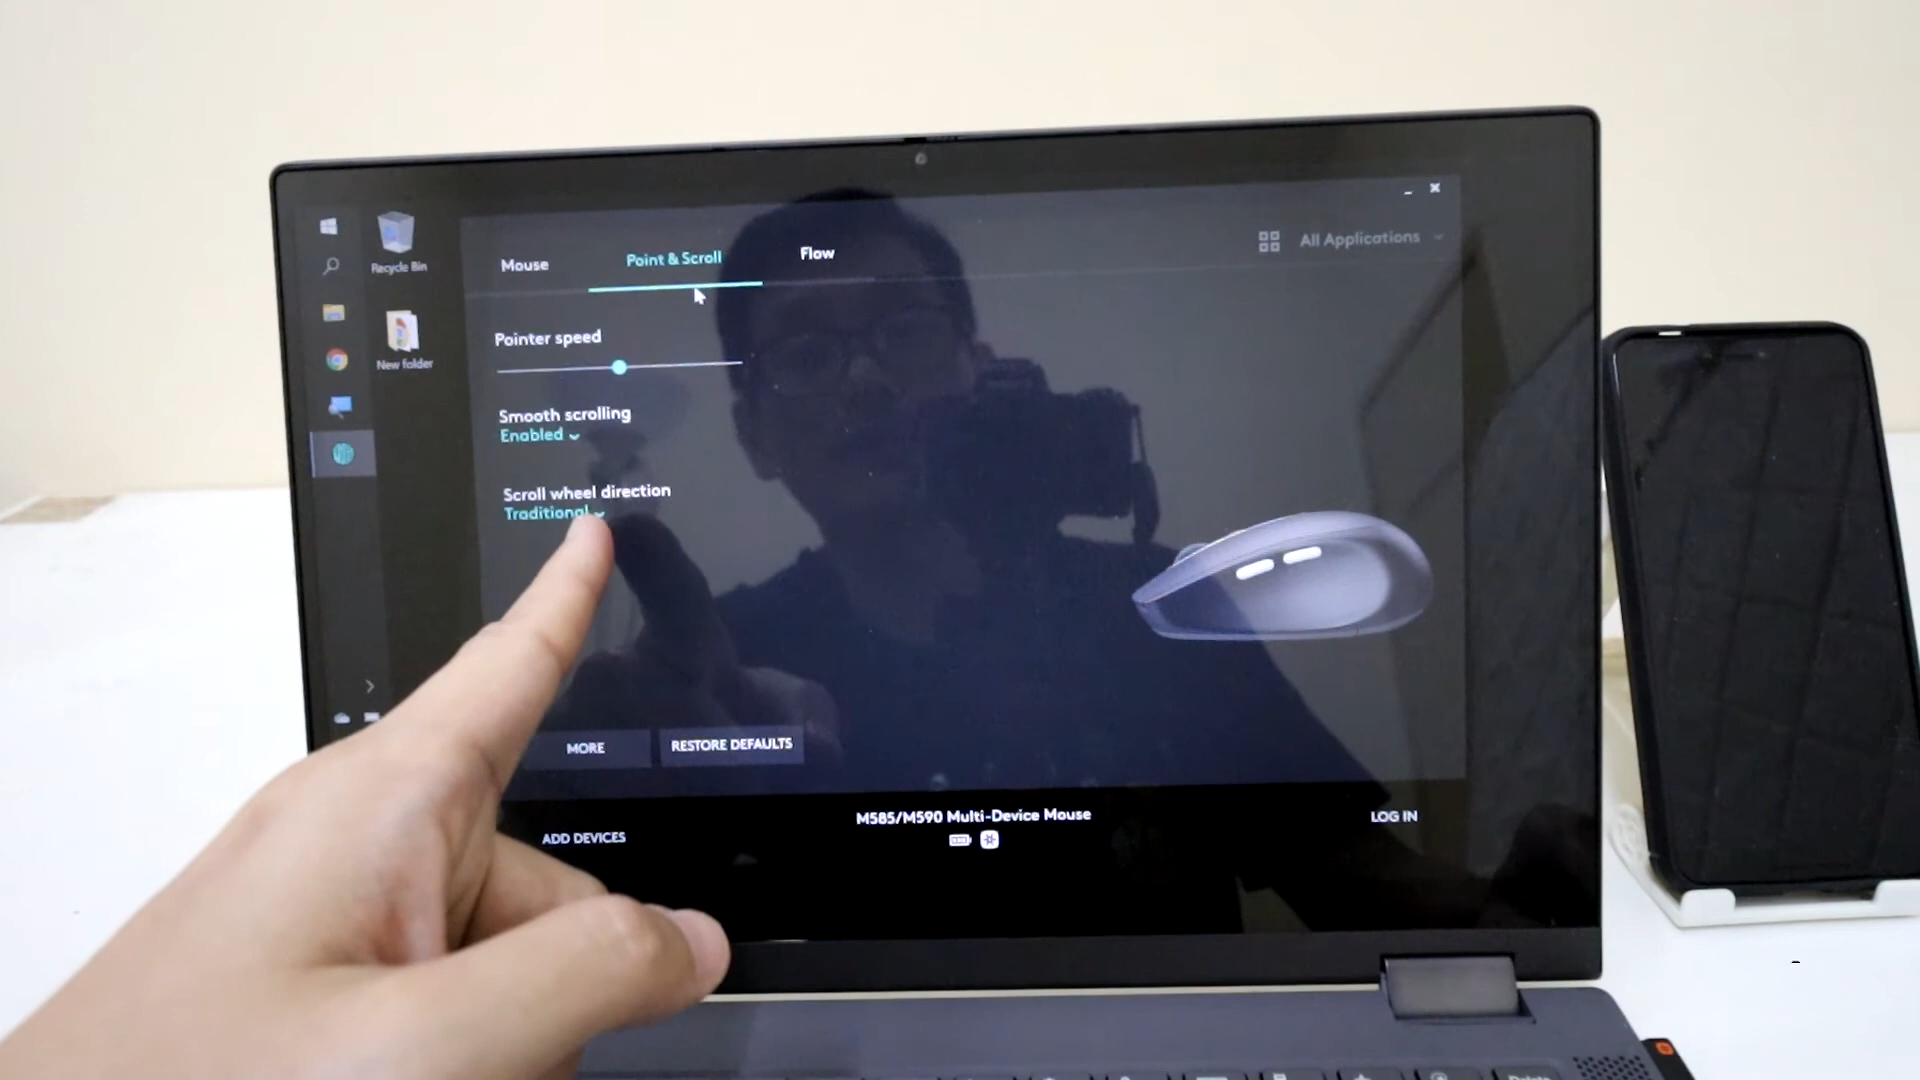 Recycle Bin
New folder
Mouse
Point & Scroll
Flow
All Applications
Pointer speed
Smooth scrolling
Enabled
Scroll wheel direction
Traditional
MORE
RESTORE DEFAULTS
ADD DEVICES
M585/M590 Multi-Device Mouse
LOG IN
Delete